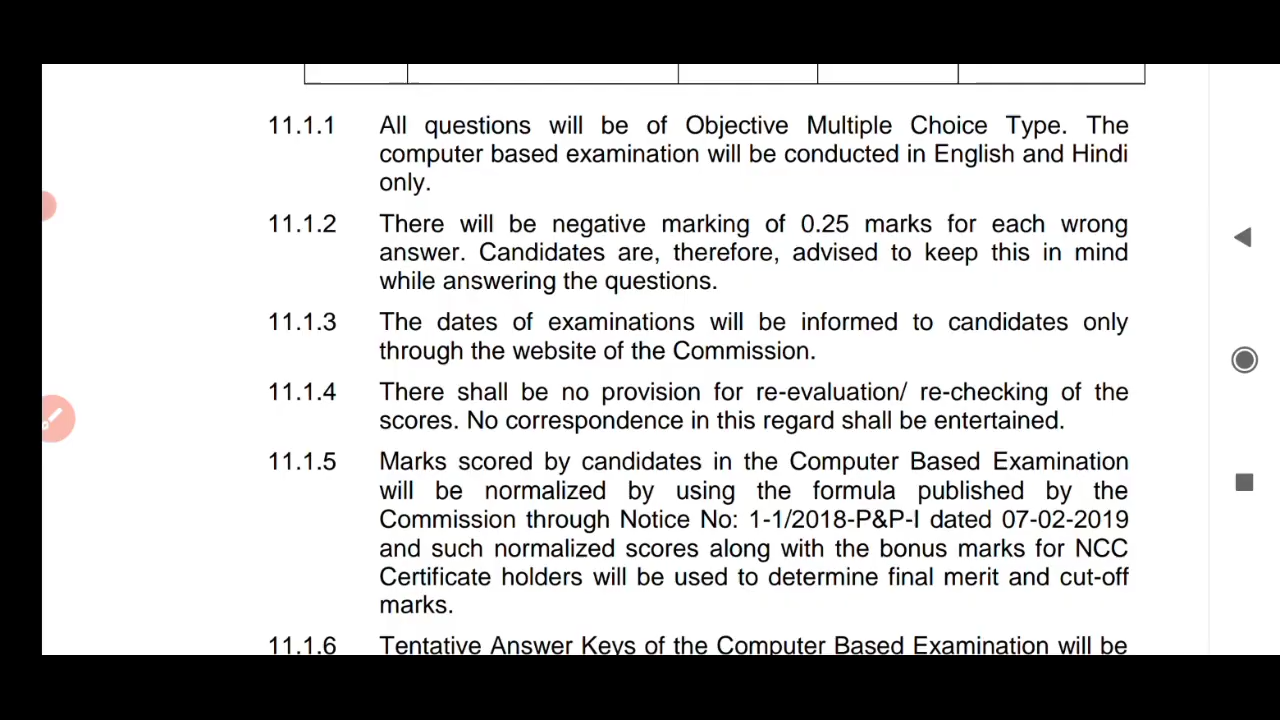 11.1.1 All questions will be of Objective Multiple Choice Type. The
computer based examination will be conducted in English and Hindi
only.
11.1.2 There will be negative marking of 0.25 marks for each wrong
answer. Candidates are, therefore, advised to keep this in mind
while answering the questions.
11.1.3 The dates of examinations will be informed to candidates only
through the website of the Commission.
11.1.4 There shall be no provision for re-evaluation/ re-checking of the
scores. No correspondence in this regard shall be entertained.
11.1.5 Marks scored by candidates in the Computer Based Examination
will be normalized by using the formula published by the
Commission through Notice No: 1-1/2018-P&P-I dated 07-02-2019
and such normalized scores along with the bonus marks for NCC
Certificate holders will be used to determine final merit and cut-off
marks.
11.1.6 Tentative Answer Keys of the Computer Based Examination will be